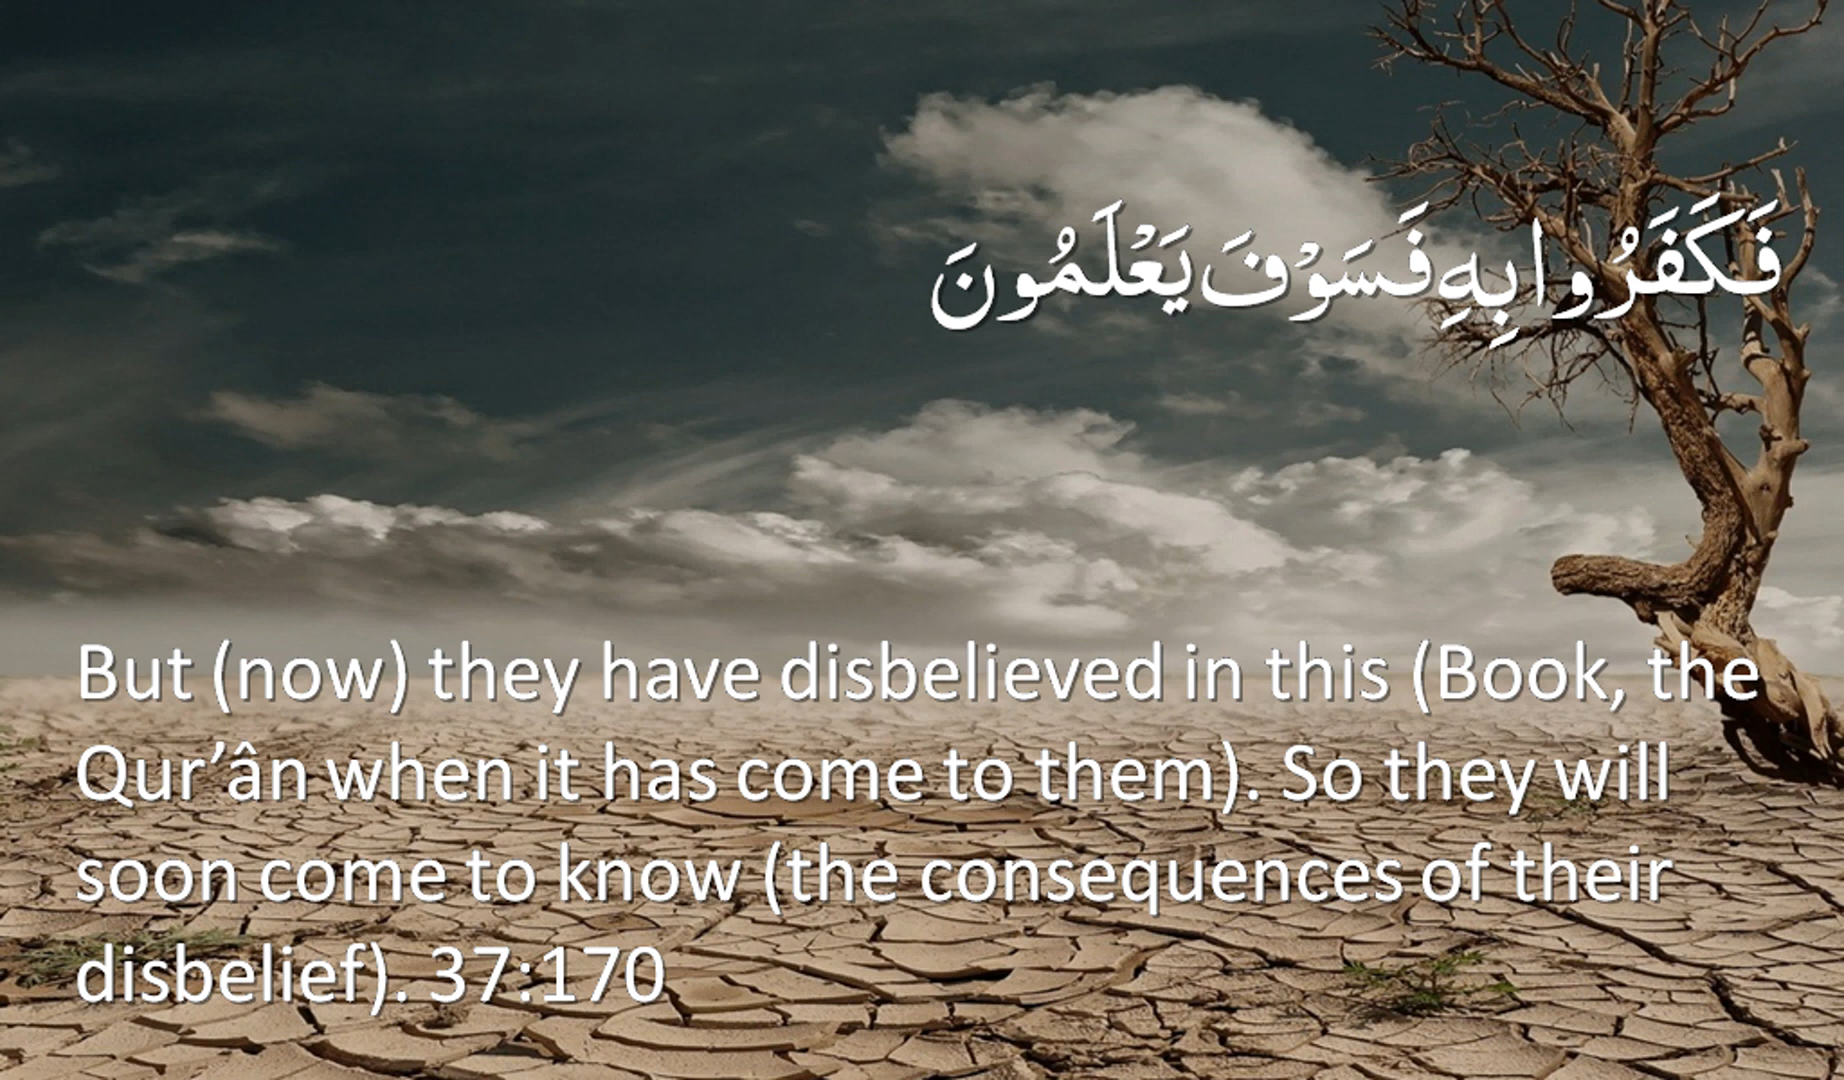 فَكَفَرُوا بِهِ فَسَوْفَ يَعْلَمُونَ
But (now) they have disbelieved in this (Book, the
Qur’ân when it has come to them). So they will
soon come to know (the consequences of their
disbelief). 37:170